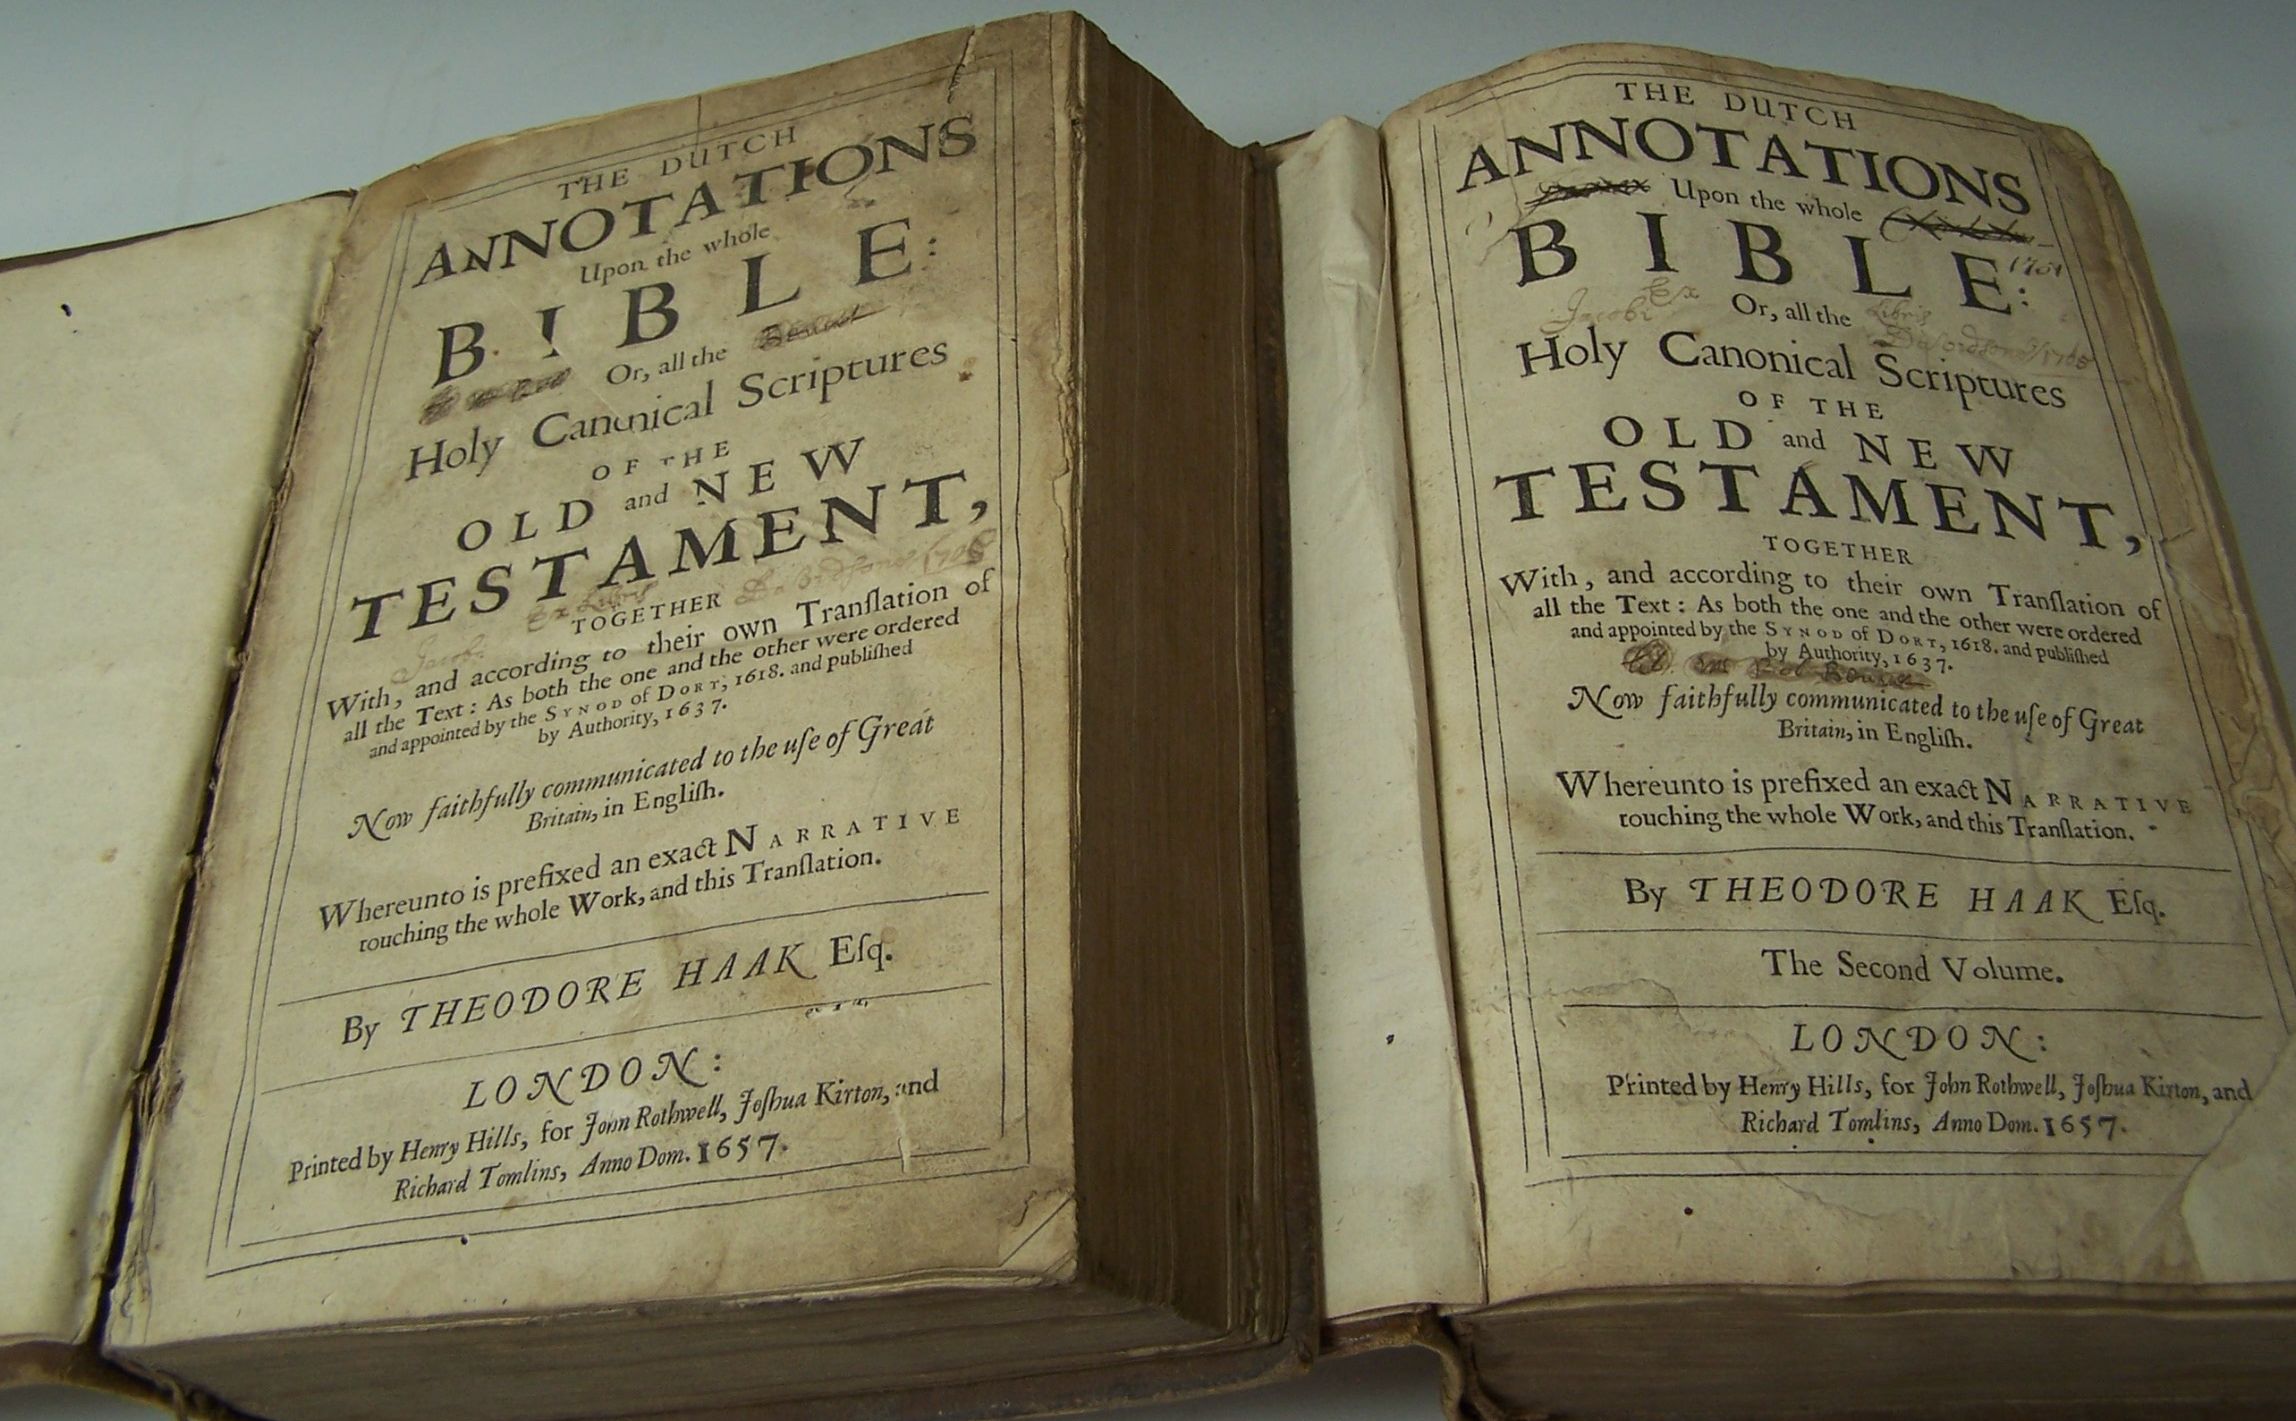 THE DUTCH
ANNOTATIONS
Upon the whole
BIBLE:
Or, all the
Holy Canonical Scriptures
OF THE
OLD and NEW
TESTAMENT,
Jacobi Ex Libris 1706
TOGETHER
With, and according to their own Tranſlation of
all the Text: As both the one and the other were ordered
and appointed by the SYNOD of DORT, 1618. and publiſhed
by Authority, 1637.
Now faithfully communicated to the uſe of Great
Britain, in Engliſh.
Whereunto is prefixed an exact NARRATIVE
touching the whole Work, and this Tranſlation.
By THEODORE HAAK Eſq.
LONDON:
Printed by Henry Hills, for John Rothwell, Joſhua Kirton, and
Richard Tomlins, Anno Dom. 1657.
THE DUTCH
ANNOTATIONS
Upon the whole
BIBLE:
Ex Libris
Jacobi
Or, all the
Holy Canonical Scriptures
OF THE
OLD and NEW
TESTAMENT,
TOGETHER
With, and according to their own Tranſlation of
all the Text: As both the one and the other were ordered
and appointed by the SYNOD of DORT, 1618. and publiſhed
by Authority, 1637.
Now faithfully communicated to the uſe of Great
Britain, in Engliſh.
Whereunto is prefixed an exact NARRATIVE
touching the whole Work, and this Tranſlation.
By THEODORE HAAK Eſq.
The Second Volume.
LONDON:
Printed by Henry Hills, for John Rothwell, Joſhua Kirton, and
Richard Tomlins, Anno Dom. 1657.